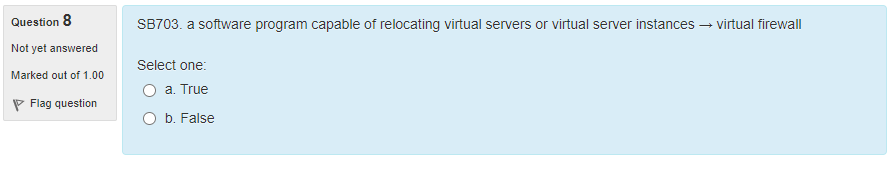 Question 8
Not yet answered
Marked out of 1.00
Flag question
SB703. a software program capable of relocating virtual servers or virtual server instances → virtual firewall
Select one:
a. True
b. False